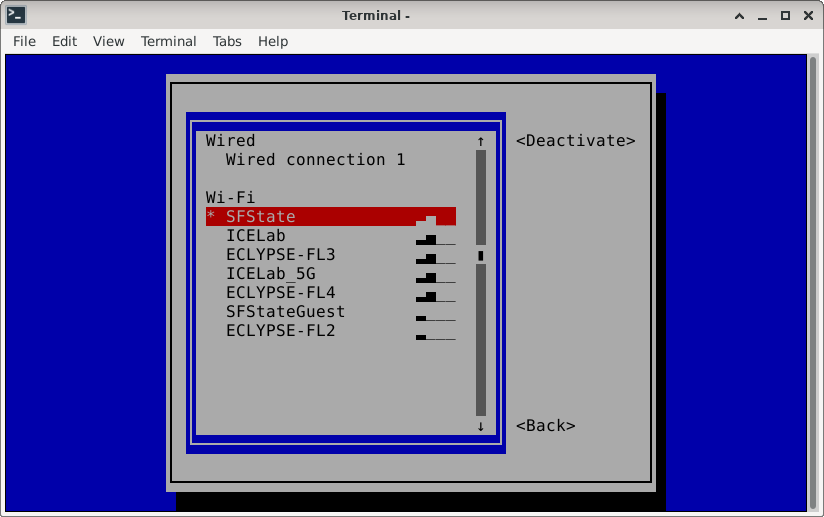 Terminal -
File Edit View Terminal Tabs Help
Wired ↑ <Deactivate>
Wired connection 1
Wi-Fi
* SFState
ICELab
ECLYPSE-FL3
ICELab_5G
ECLYPSE-FL4
SFStateGuest
ECLYPSE-FL2
↓ <Back>